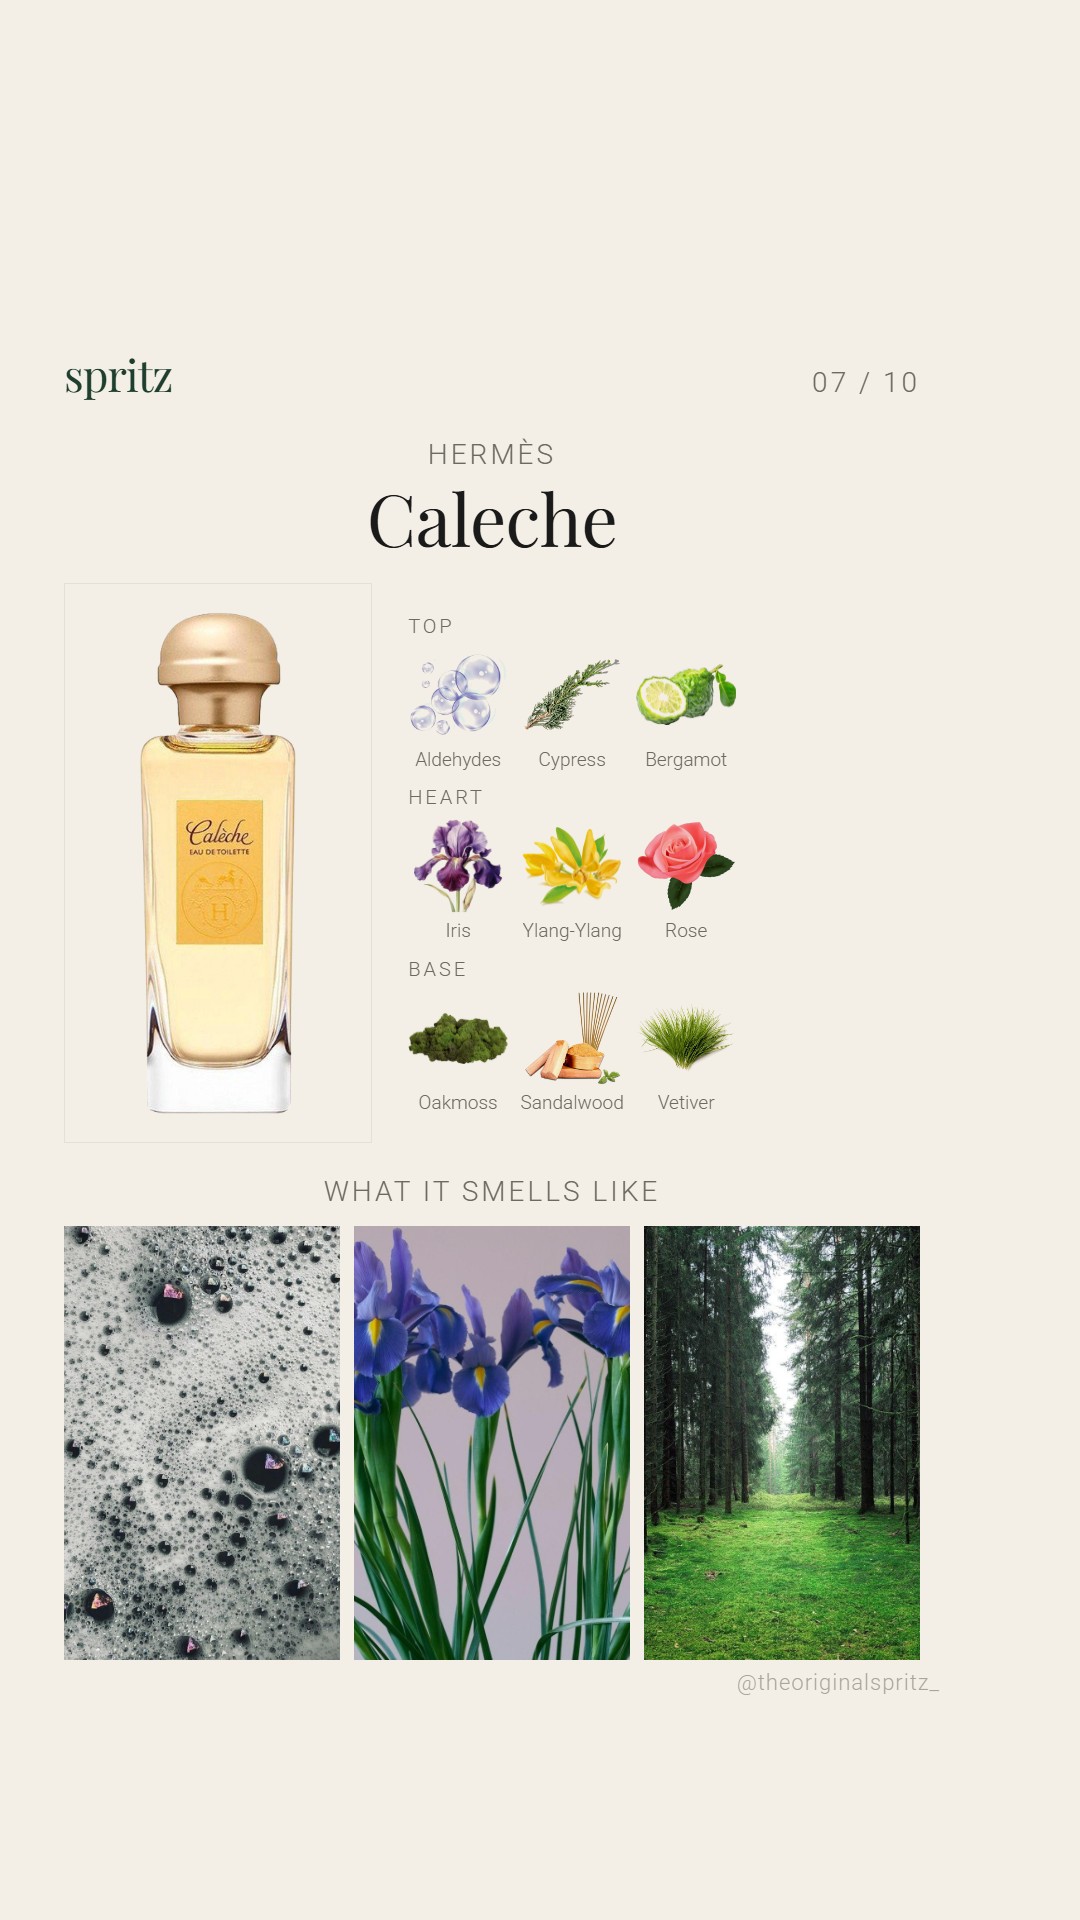 spritz
07 / 10
HERMÈS
Caleche
Calèche
EAU DE TOILETTE
H
TOP
Aldehydes Cypress Bergamot
HEART
Iris Ylang-Ylang Rose
BASE
Oakmoss Sandalwood Vetiver
WHAT IT SMELLS LIKE
@theoriginalspritz_